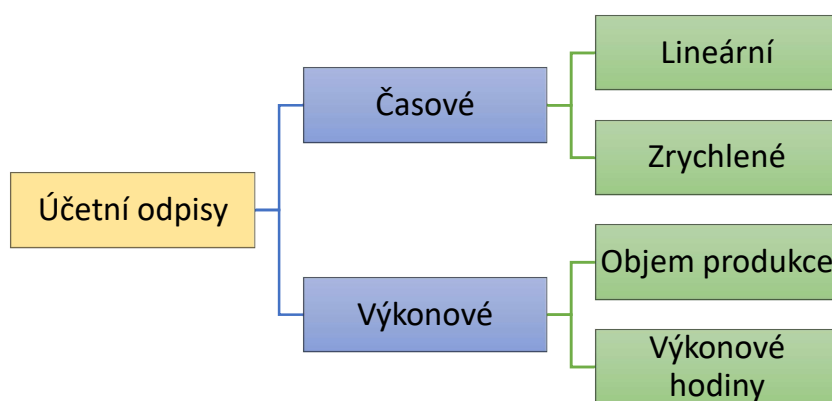 Účetní odpisy
Časové
Lineární
Zrychlené
Výkonové
Objem produkce
Výkonové
hodiny